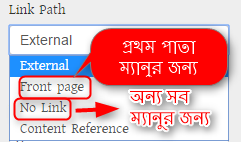 Link Path
External
External
Front page
No Link
Content Reference
প্রথম পাতা
ম্যানুর জন্য
অন্য সব
ম্যানুর জন্য